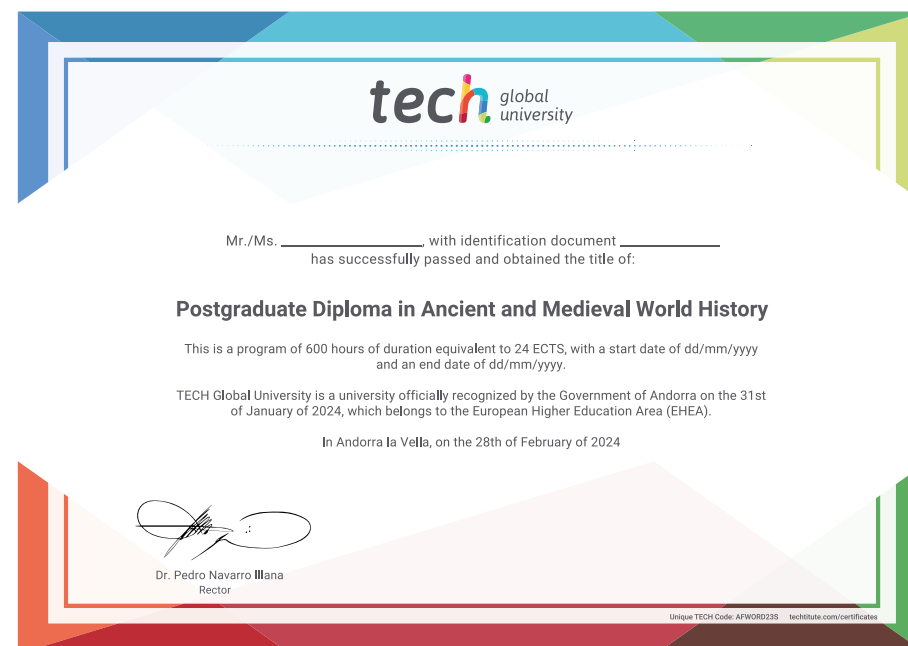 tech global university
Mr./Ms. ____________________, with identification document ______________
has successfully passed and obtained the title of:
Postgraduate Diploma in Ancient and Medieval World History
This is a program of 600 hours of duration equivalent to 24 ECTS, with a start date of dd/mm/yyyy
and an end date of dd/mm/yyyy.
TECH Global University is a university officially recognized by the Government of Andorra on the 31st
of January of 2024, which belongs to the European Higher Education Area (EHEA).
In Andorra la Vella, on the 28th of February of 2024
Dr. Pedro Navarro Illana
Rector
Unique TECH Code: AFWORD23S techtitute.com/certificates